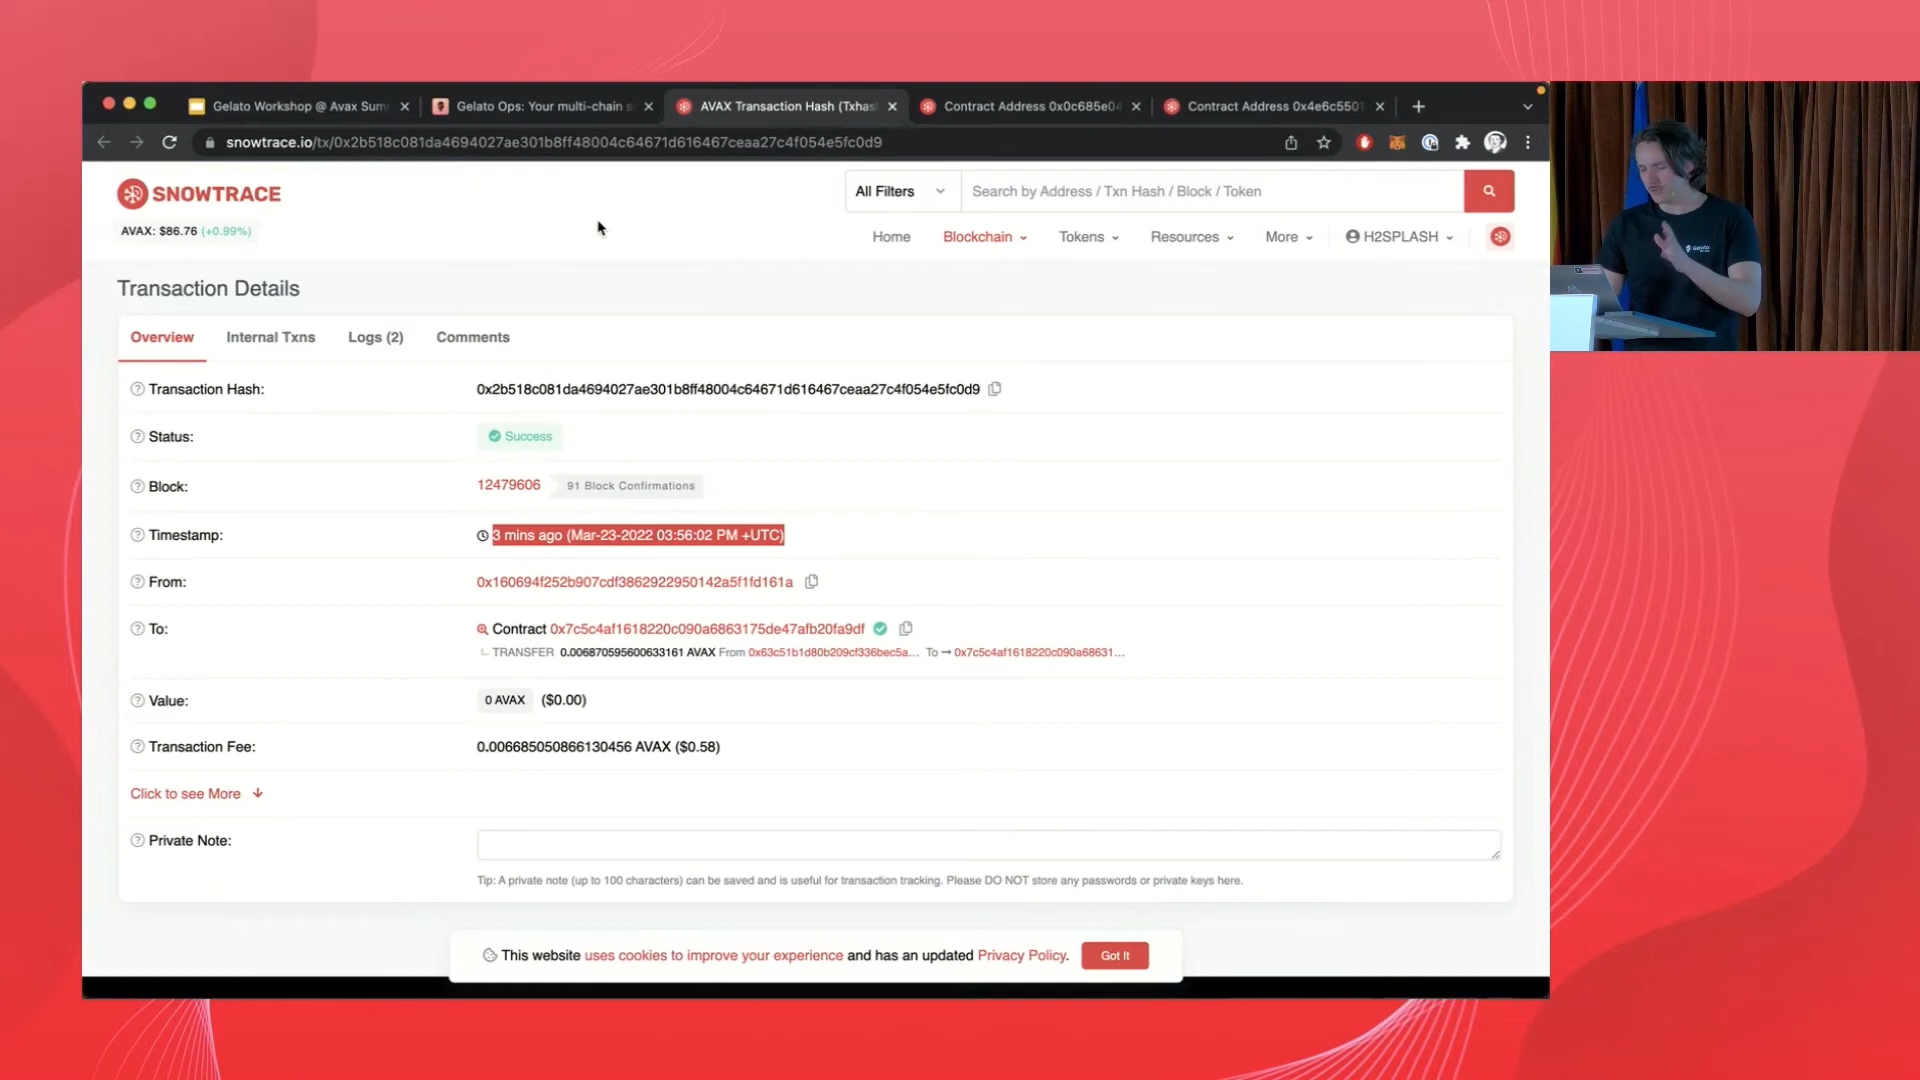 Gelato Workshop @ Avax Sum
Gelato Ops: Your multi-chain s
AVAX Transaction Hash (Txhas
Contract Address 0x0c685e04
Contract Address 0x4e6c5501
snowtrace.io/tx/0x2b518c081da4694027ae301b8ff48004c64671d616467ceaa27c4f054e5fc0d9
SNOWTRACE
All Filters
Search by Address / Txn Hash / Block / Token
AVAX: $86.76 (+0.99%)
Home
Blockchain
Tokens
Resources
More
H2SPLASH
Transaction Details
Overview
Internal Txns
Logs (2)
Comments
Transaction Hash:
0x2b518c081da4694027ae301b8ff48004c64671d616467ceaa27c4f054e5fc0d9
Status:
Success
Block:
12479606
91 Block Confirmations
Timestamp:
3 mins ago (Mar-23-2022 03:56:02 PM +UTC)
From:
0x160694f252b907cdf3862922950142a5f1fd161a
To:
Contract 0x7c5c4af1618220c090a6863175de47afb20fa9df
TRANSFER 0.006870595600633161 AVAX From 0x63c51b1d80b209cf336bec5a... To → 0x7c5c4af1618220c090a68631...
Value:
0 AVAX ($0.00)
Transaction Fee:
0.006685050866130456 AVAX ($0.58)
Click to see More
Private Note:
Tip: A private note (up to 100 characters) can be saved and is useful for transaction tracking. Please DO NOT store any passwords or private keys here.
This website uses cookies to improve your experience and has an updated Privacy Policy.
Got It
Gelato